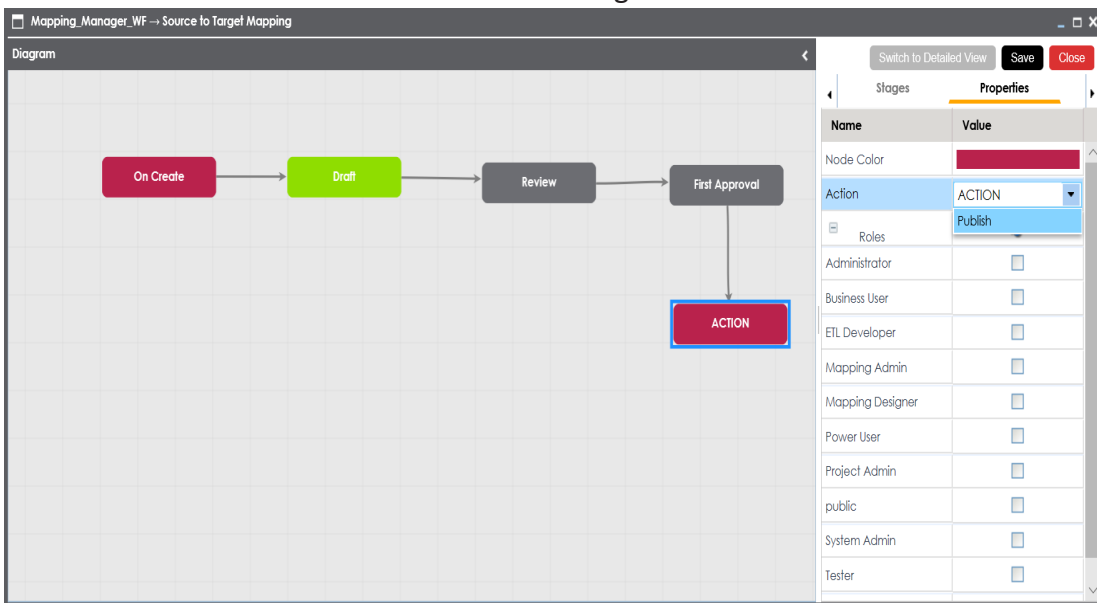 Mapping_Manager_WF → Source to Target Mapping
Diagram
Switch to Detailed View Save Close
Stages Properties
Name Value
Node Color
Action ACTION
Publish
Roles
Administrator
Business User
ETL Developer
Mapping Admin
Mapping Designer
Power User
Project Admin
public
System Admin
Tester
On Create Draft Review First Approval
ACTION